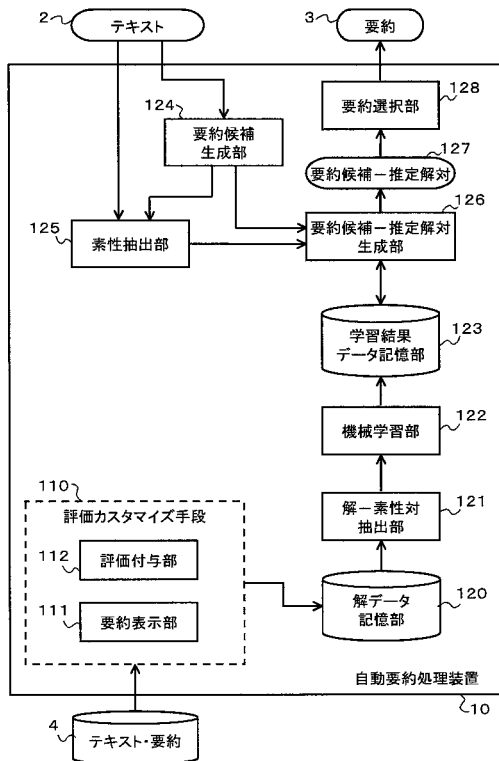 2
テキスト
3
要約
128
要約選択部
124
要約候補
生成部
127
要約候補－推定解対
126
要約候補－推定解対
生成部
125
素性抽出部
学習結果
データ記憶部
123
機械学習部
122
110
評価カスタマイズ手段
解－素性対
抽出部
121
評価付与部
112
要約表示部
111
解データ
記憶部
120
自動要約処理装置
10
4
テキスト・要約